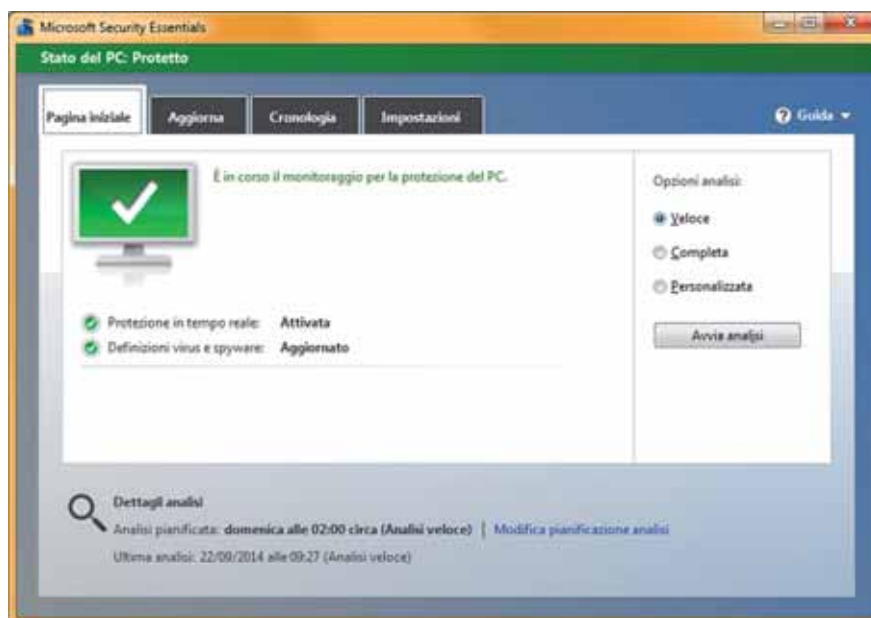 Microsoft Security Essentials
Stato del PC: Protetto
Pagina iniziale
Aggiorna
Cronologia
Impostazioni
Guida
È in corso il monitoraggio per la protezione del PC.
Protezione in tempo reale: Attivata
Definizioni virus e spyware: Aggiornato
Opzioni analisi:
Veloce
Completa
Personalizzata
Avvia analisi
Dettagli analisi
Analisi pianificata: domenica alle 02:00 circa (Analisi veloce) | Modifica pianificazione analisi
Ultima analisi: 22/09/2014 alle 09:27 (Analisi veloce)